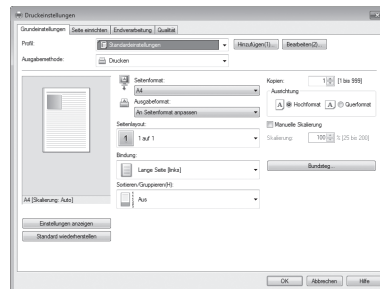 Druckeinstellungen
Grundeinstellungen Seite einrichten Endverarbeitung Qualität
Profil: Standardeinstellungen Hinzufügen(1)... Bearbeiten(2)...
Ausgabemethode: Drucken
Seitenformat: Kopien: 1 [1 bis 999]
A4 Ausrichtung
Ausgabeformat: A Hochformat A Querformat
An Seitenformat anpassen
Seitenlayout: Manuelle Skalierung
1 1 auf 1 Skalierung: 100 % [25 bis 200]
Bindung:
Lange Seite [links] Bundsteg...
Sortieren/Gruppieren(H):
Aus
A4 [Skalierung: Auto]
Einstellungen anzeigen
Standard wiederherstellen
OK Abbrechen Hilfe